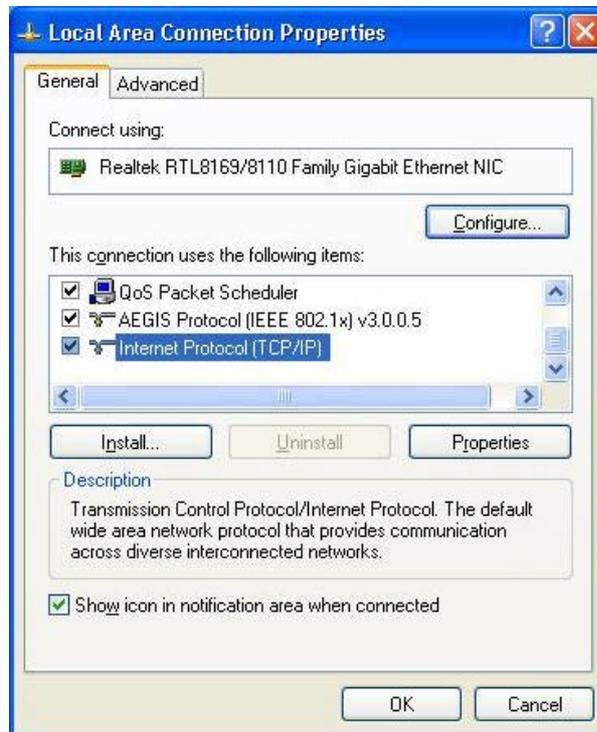 Local Area Connection Properties
General
Advanced
Connect using:
Realtek RTL8169/8110 Family Gigabit Ethernet NIC
Configure...
This connection uses the following items:
QoS Packet Scheduler
AEGIS Protocol (IEEE 802.1x) v3.0.0.5
Internet Protocol (TCP/IP)
Install...
Uninstall
Properties
Description
Transmission Control Protocol/Internet Protocol. The default
wide area network protocol that provides communication
across diverse interconnected networks.
Show icon in notification area when connected
OK
Cancel